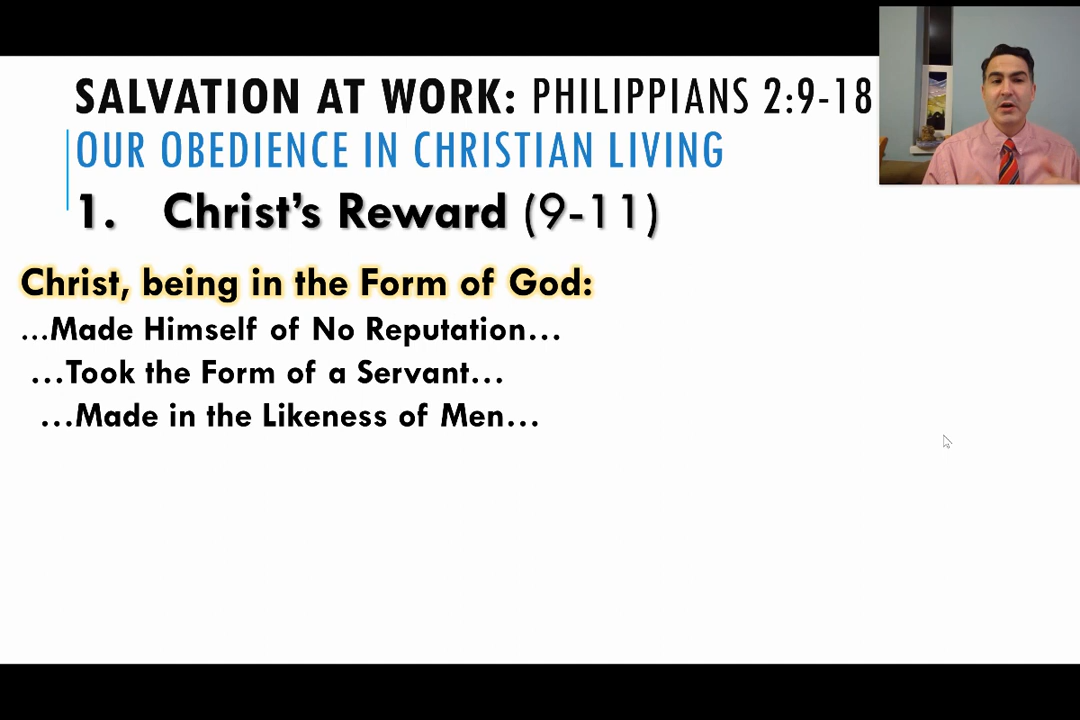 SALVATION AT WORK: PHILIPPIANS 2:9-18
OUR OBEDIENCE IN CHRISTIAN LIVING
1. Christ’s Reward (9-11)
Christ, being in the Form of God:
...Made Himself of No Reputation...
...Took the Form of a Servant...
...Made in the Likeness of Men...